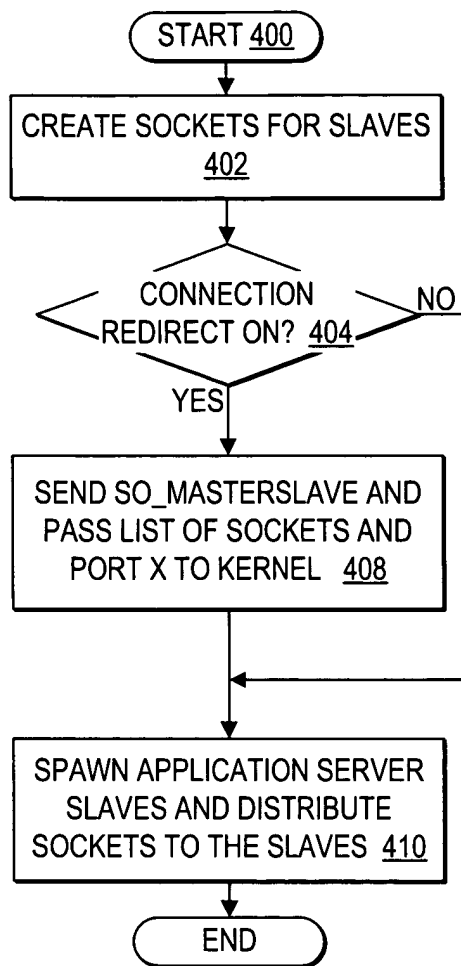 START 400
CREATE SOCKETS FOR SLAVES
402
CONNECTION
REDIRECT ON? 404
NO
YES
SEND SO_MASTERSLAVE AND
PASS LIST OF SOCKETS AND
PORT X TO KERNEL 408
SPAWN APPLICATION SERVER
SLAVES AND DISTRIBUTE
SOCKETS TO THE SLAVES 410
END